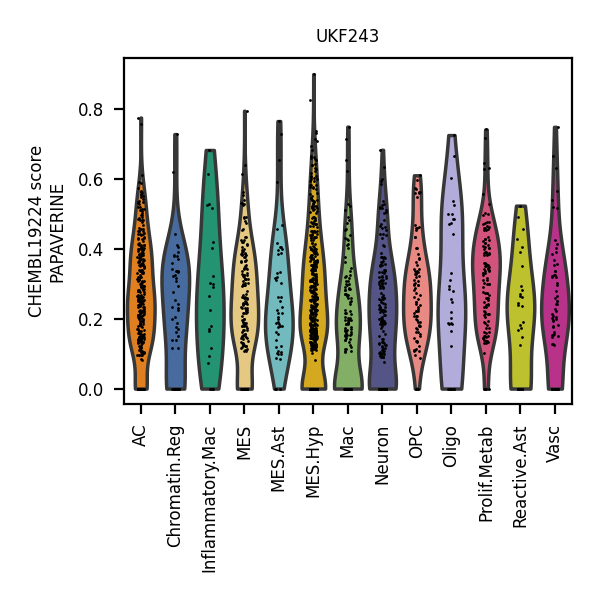 UKF243
CHEMBL19224 score
PAPAVERINE
0.8
0.6
0.4
0.2
0.0
AC
Chromatin.Reg
Inflammatory.Mac
MES
MES.Ast
MES.Hyp
Mac
Neuron
OPC
Oligo
Prolif.Metab
Reactive.Ast
Vasc